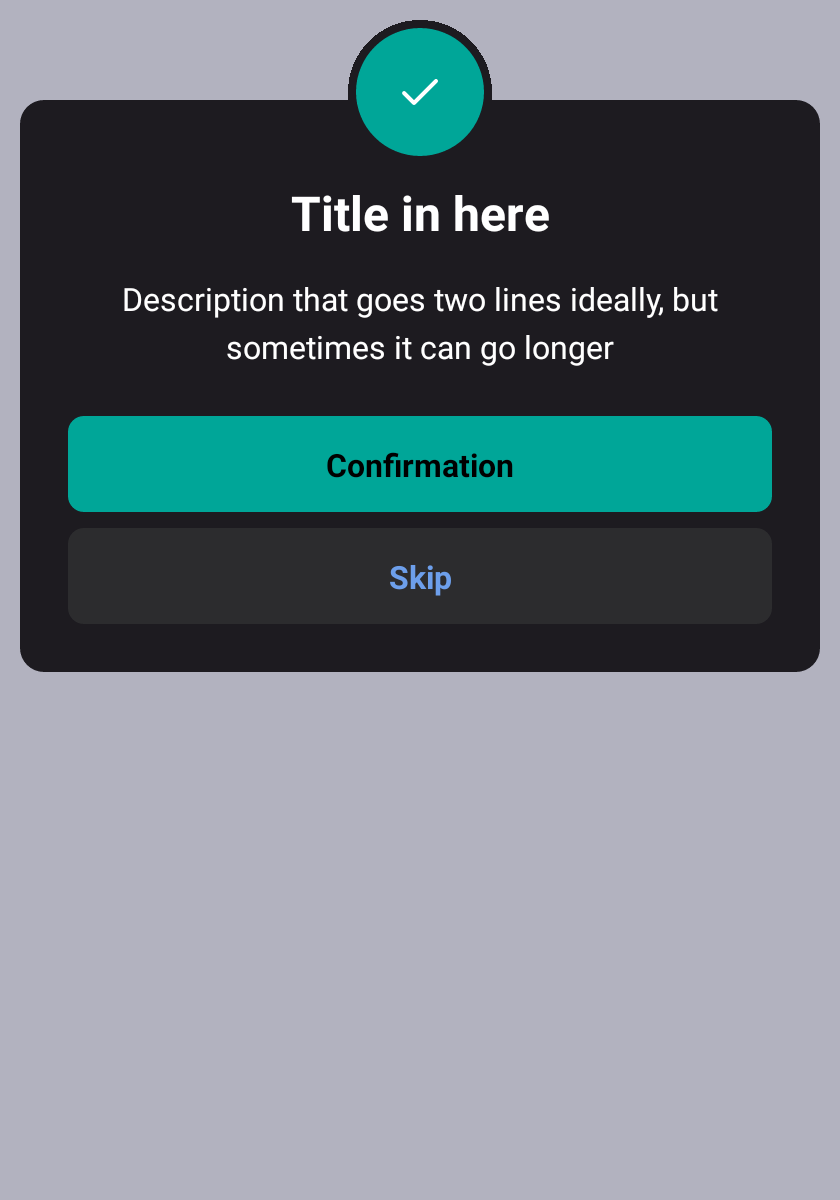 Title in here
Description that goes two lines ideally, but
sometimes it can go longer
Confirmation
Skip